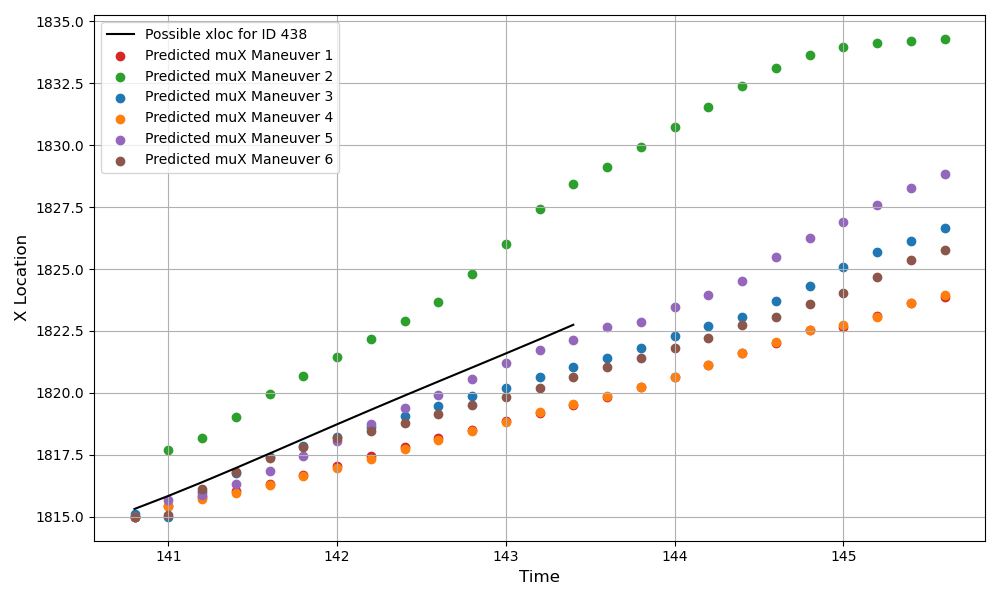 1835.0
1832.5
1830.0
1827.5
1825.0
1822.5
1820.0
1817.5
1815.0
X Location
Possible xloc for ID 438
Predicted muX Maneuver 1
Predicted muX Maneuver 2
Predicted muX Maneuver 3
Predicted muX Maneuver 4
Predicted muX Maneuver 5
Predicted muX Maneuver 6
141 142 143 144 145
Time